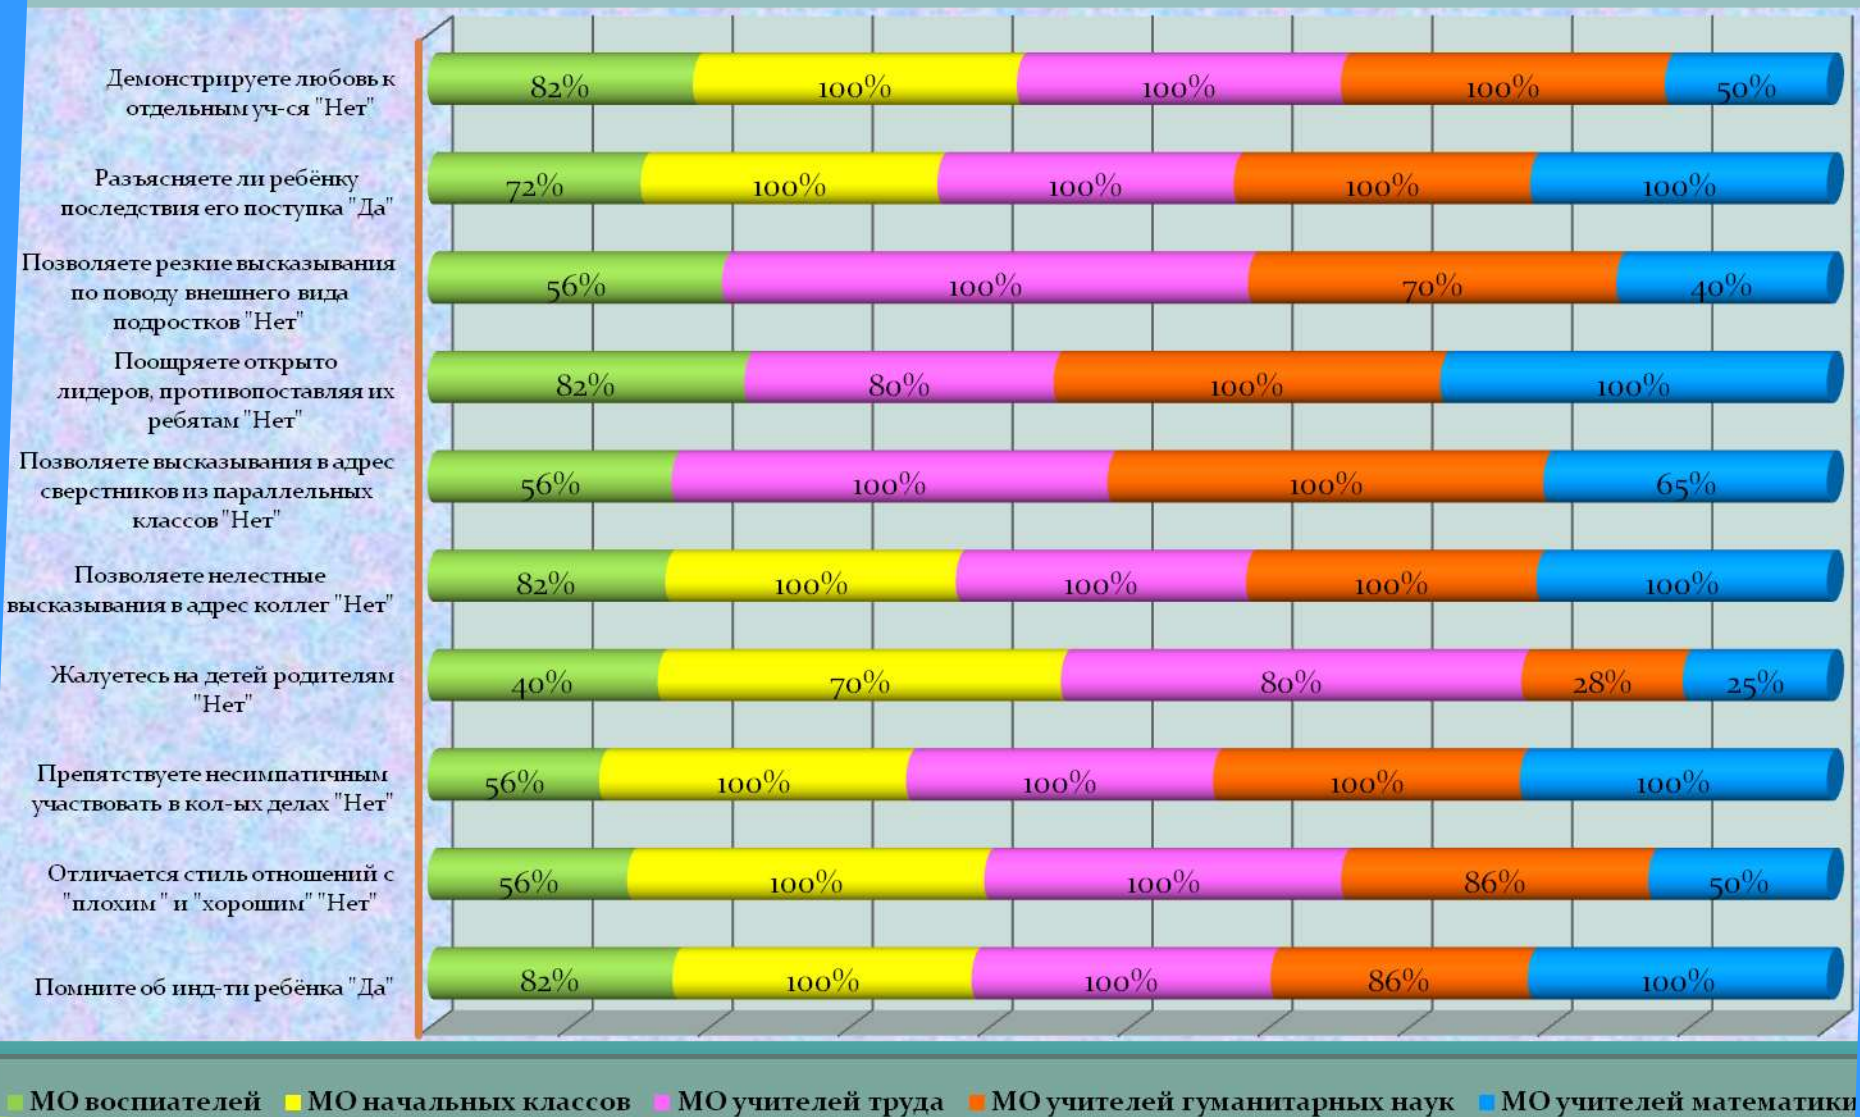 Демонстрируете любовь к
отдельным уч-ся "Нет"
82% 100% 100% 100% 50%
Разъясняете ли ребёнку
последствия его поступка "Да"
72% 100% 100% 100% 100%
Позволяете резкие высказывания
по поводу внешнего вида
подростков "Нет"
56% 100% 70% 40%
Поощряете открыто
лидеров, противопоставляя их
ребятам "Нет"
82% 80% 100% 100%
Позволяете высказывания в адрес
сверстников из параллельных
классов "Нет"
56% 100% 100% 65%
Позволяете нелестные
высказывания в адрес коллег "Нет"
82% 100% 100% 100% 100%
Жалуетесь на детей родителям
"Нет"
40% 70% 80% 28% 25%
Препятствуете несимпатичным
участвовать в кол-ых делах "Нет"
56% 100% 100% 100% 100%
Отличается стиль отношений с
"плохим " и "хорошим" "Нет"
56% 100% 100% 86% 50%
Помните об инд-ти ребёнка "Да"
82% 100% 100% 86% 100%
МО воспиателей МО начальных классов МО учителей труда МО учителей гуманитарных наук МО учителей математики